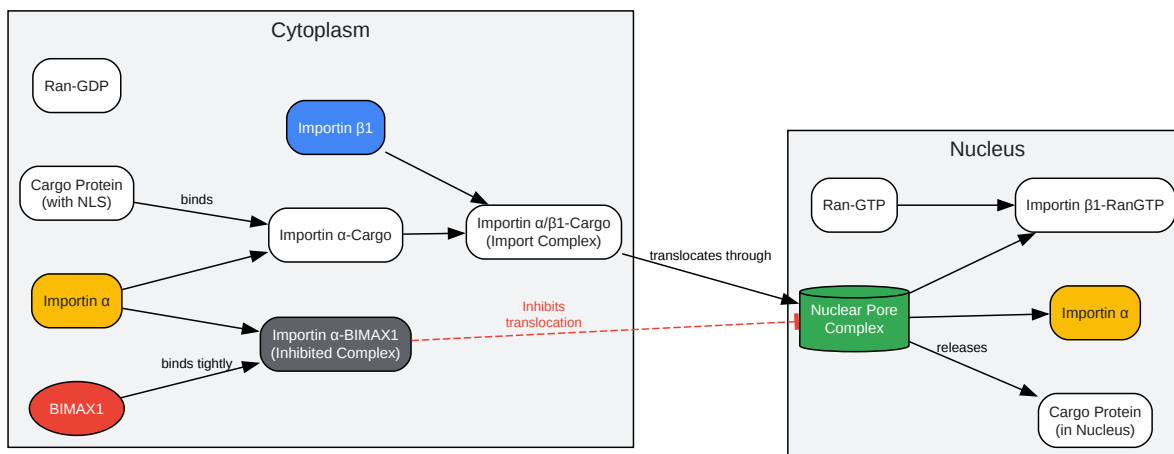 Cytoplasm
Ran-GDP
Importin β1
Cargo Protein
(with NLS)
binds
Importin α-Cargo
Importin α/β1-Cargo
(Import Complex)
Importin α
Importin α-BIMAX1
(Inhibited Complex)
binds tightly
BIMAX1
Inhibits
translocation
translocates through
Nucleus
Ran-GTP
Importin β1-RanGTP
Nuclear Pore
Complex
Importin α
releases
Cargo Protein
(in Nucleus)